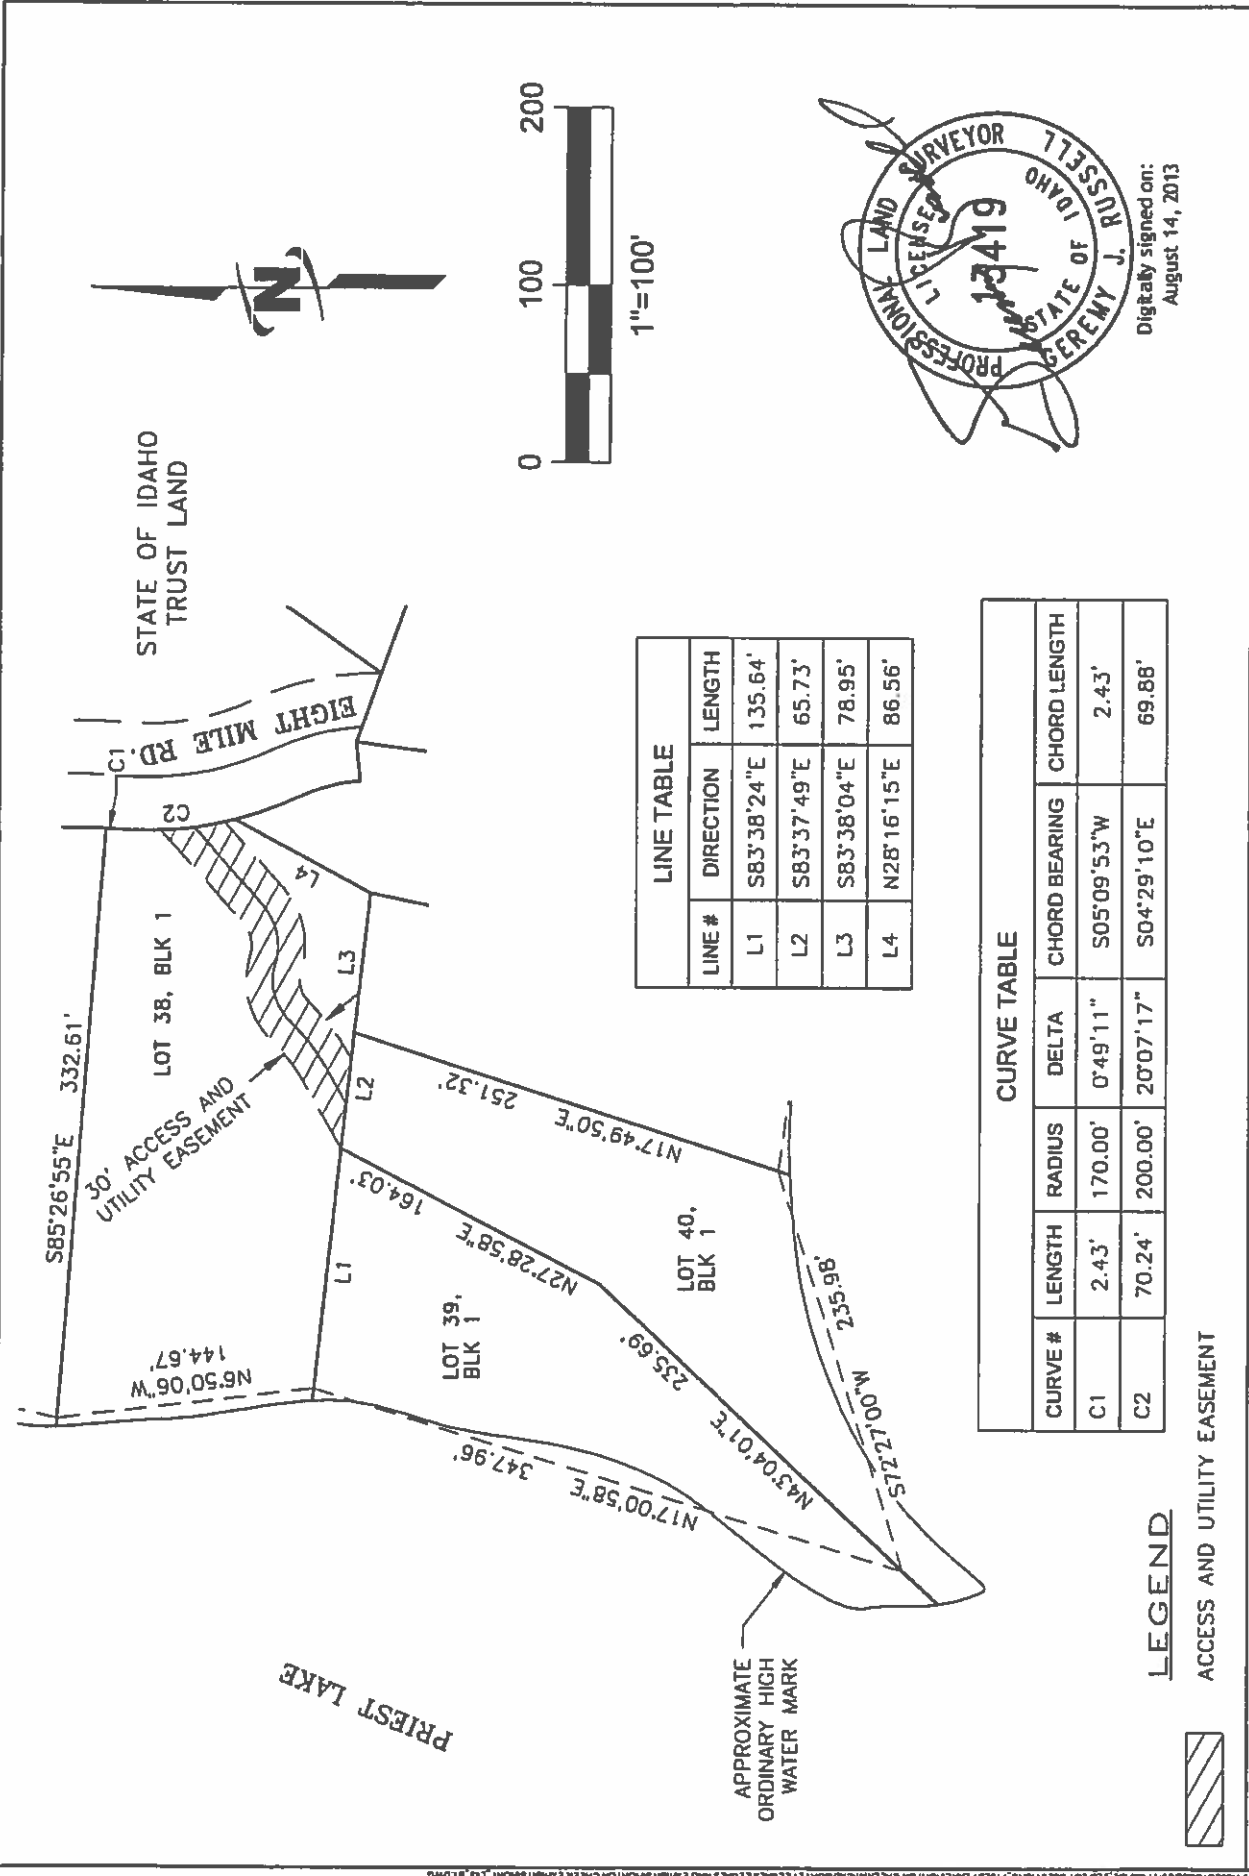 STATE OF IDAHO
TRUST LAND
N
0 100 200
1"=100'
PROFESSIONAL LAND SURVEYOR
LICENSED
13419
STATE OF IDAHO
GEREMY J. RUSSELL
Digitally signed on:
August 14, 2013
EIGHT MILE RD.
C1
C2
S85°26'55"E 332.61'
LOT 38, BLK 1
30' ACCESS AND
UTILITY EASEMENT
L4
L3
L2
L1
N6°50'06"W
144.67'
N17°49'50"E 251.32'
N27°28'58"E 164.03'
LOT 39,
BLK 1
LOT 40,
BLK 1
N43°04'01"E 235.69'
N17°00'58"E 347.96'
S72°27'00"W 235.98'
PRIEST LAKE
APPROXIMATE
ORDINARY HIGH
WATER MARK
LINE TABLE
LINE # DIRECTION LENGTH
L1 S83°38'24"E 135.64'
L2 S83°37'49"E 65.73'
L3 S83°38'04"E 78.95'
L4 N28°16'15"E 86.56'
CURVE TABLE
CURVE # LENGTH RADIUS DELTA CHORD BEARING CHORD LENGTH
C1 2.43' 170.00' 0°49'11" S05°09'53"W 2.43'
C2 70.24' 200.00' 20°07'17" S04°29'10"E 69.88'
LEGEND
ACCESS AND UTILITY EASEMENT